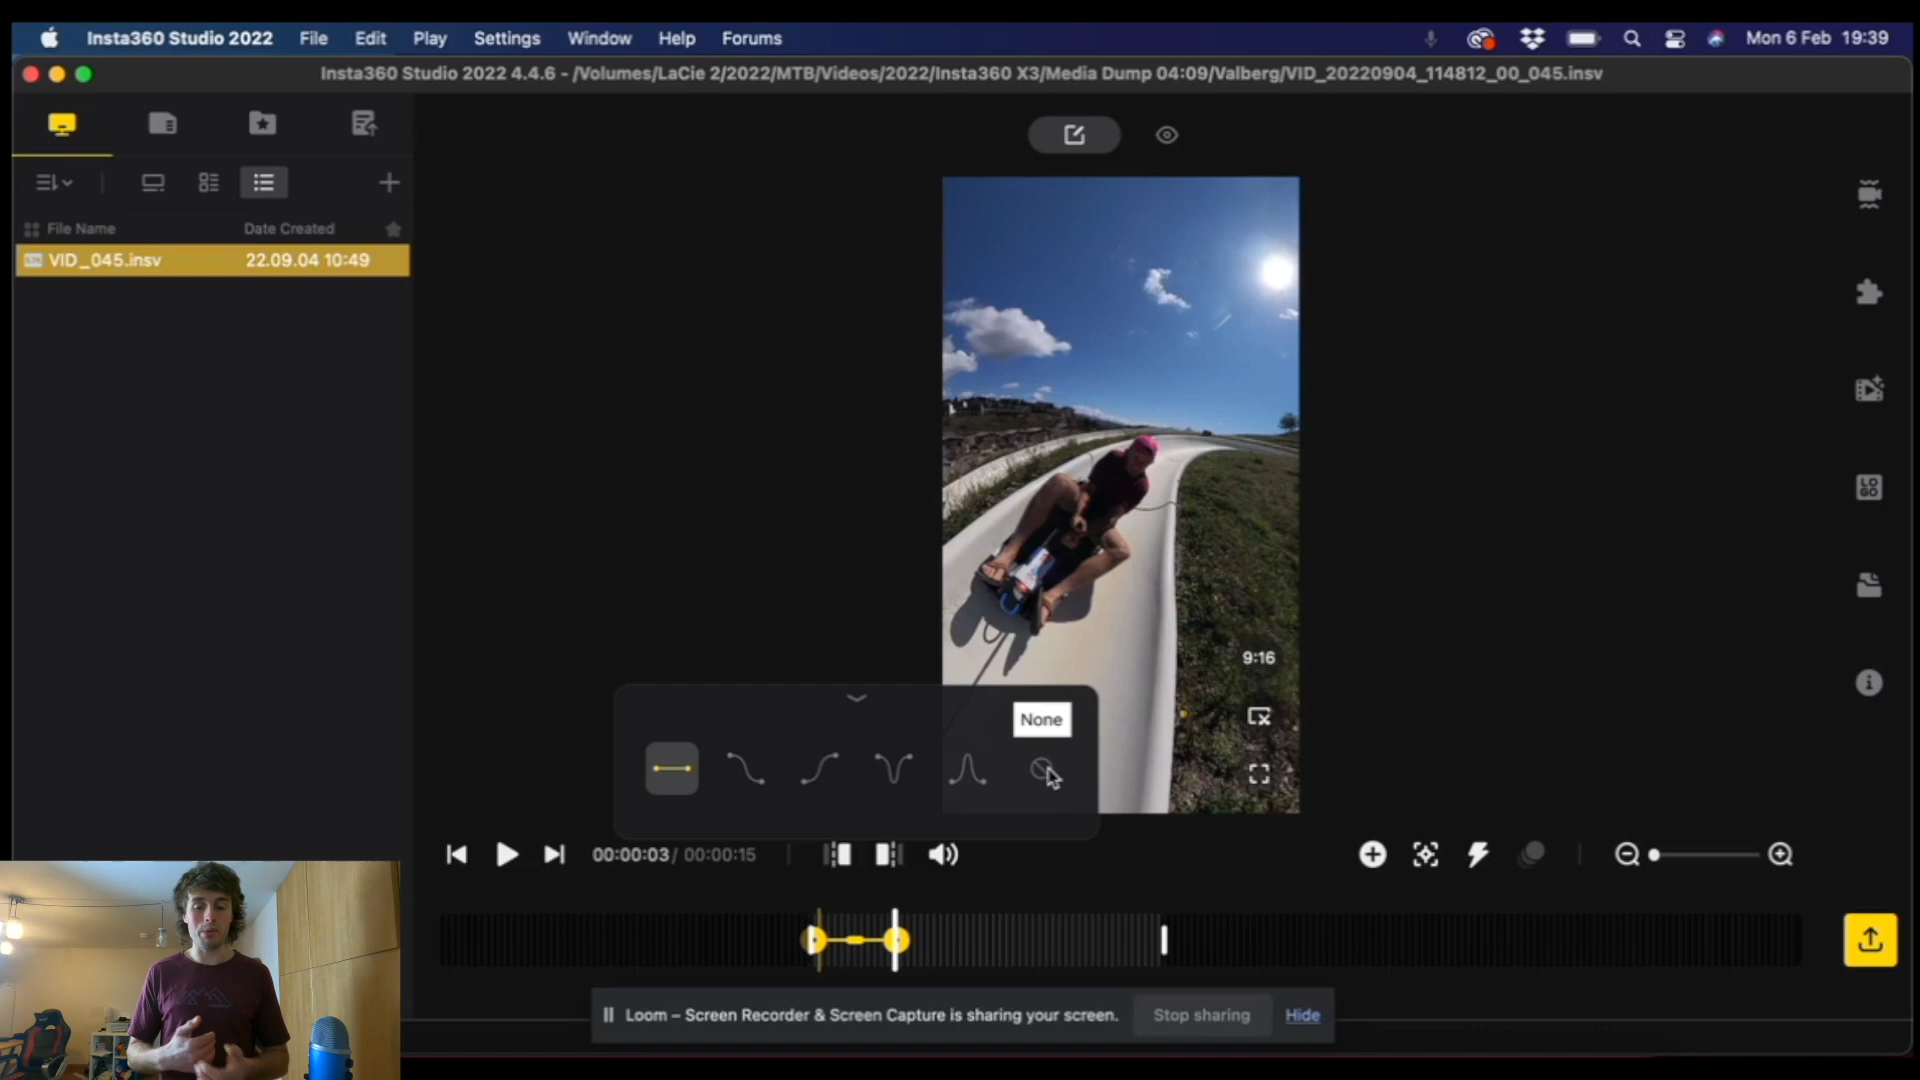 Insta360 Studio 2022 File Edit Play Settings Window Help Forums Mon 6 Feb 19:39
Insta360 Studio 2022 4.4.6 - /Volumes/LaCie 2/2022/MTB/Videos/2022/Insta360 X3/Media Dump 04:09/Valberg/VID_20220904_114812_00_045.insv
File Name Date Created
VID_045.insv 22.09.04 10:49
LO
GO
9:16
None
00:00:03 / 00:00:15
Loom – Screen Recorder & Screen Capture is sharing your screen. Stop sharing Hide